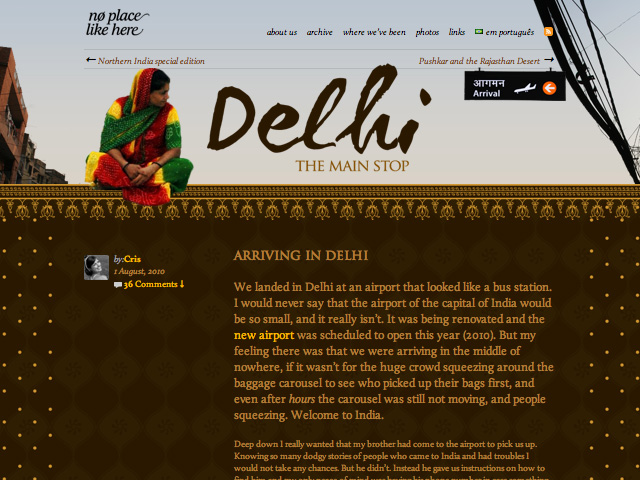 nø place
like here
about us archive where we've been photos links em português
← Northern India special edition
Pushkar and the Rajasthan Desert →
आगमन
Arrival
Delhi
THE MAIN STOP
ARRIVING IN DELHI
by:Cris
1 August, 2010
36 Comments ↓
We landed in Delhi at an airport that looked like a bus station.
I would never say that the airport of the capital of India would
be so small, and it really isn't. It was being renovated and the
new airport was scheduled to open this year (2010). But my
feeling there was that we were arriving in the middle of
nowhere, if it wasn't for the huge crowd squeezing around the
baggage carousel to see who picked up their bags first, and
even after hours the carousel was still not moving, and people
squeezing. Welcome to India.
Deep down I really wanted that my brother had come to the airport to pick us up.
Knowing so many dodgy stories of people who came to India and had troubles I
would not take any chances. But he didn't. Instead he gave us instructions on how to